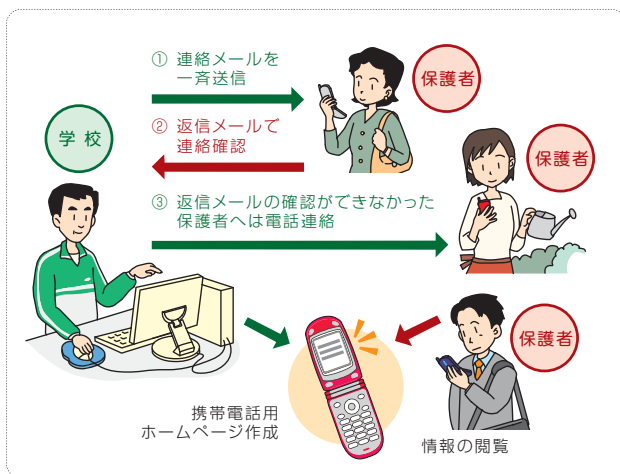 ① 連絡メールを
一斉送信
保護者
学校
② 返信メールで
連絡確認
保護者
③ 返信メールの確認ができなかった
保護者へは電話連絡
保護者
携帯電話用
ホームページ作成
情報の閲覧